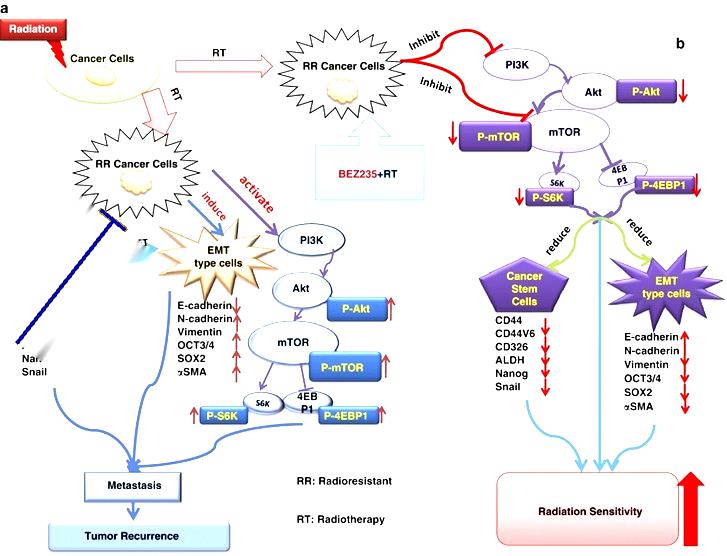 a
Radiation
Cancer Cells
RT
RT
RR Cancer Cells
Inhibit
Inhibit
b
PI3K
Akt
P-Akt
P-mTOR
mTOR
S6K
P-S6K
4EB
P1
P-4EBP1
BEZ235+RT
RR Cancer Cells
induce
activate
EMT
type cells
PI3K
Akt
P-Akt
mTOR
P-mTOR
S6K
P-S6K
4EB
P1
P-4EBP1
E-cadherin
N-cadherin
Vimentin
OCT3/4
SOX2
αSMA
Snail
reduce
reduce
Cancer
Stem
Cells
EMT
type cells
CD44
CD44V6
CD326
ALDH
Nanog
Snail
E-cadherin
N-cadherin
Vimentin
OCT3/4
SOX2
αSMA
Metastasis
Tumor Recurrence
RR: Radioresistant
RT: Radiotherapy
Radiation Sensitivity